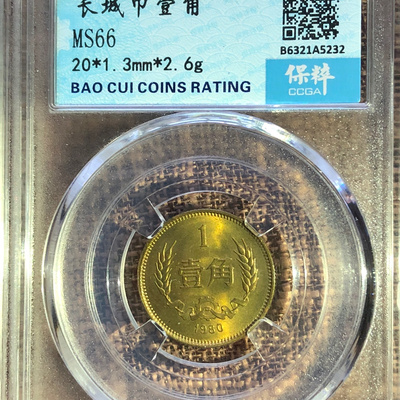 长城币壹角
MS66
20*1.3mm*2.6g
BAO CUI COINS RATING
B6321A5232
保粹
CCGA
1
壹角
1980